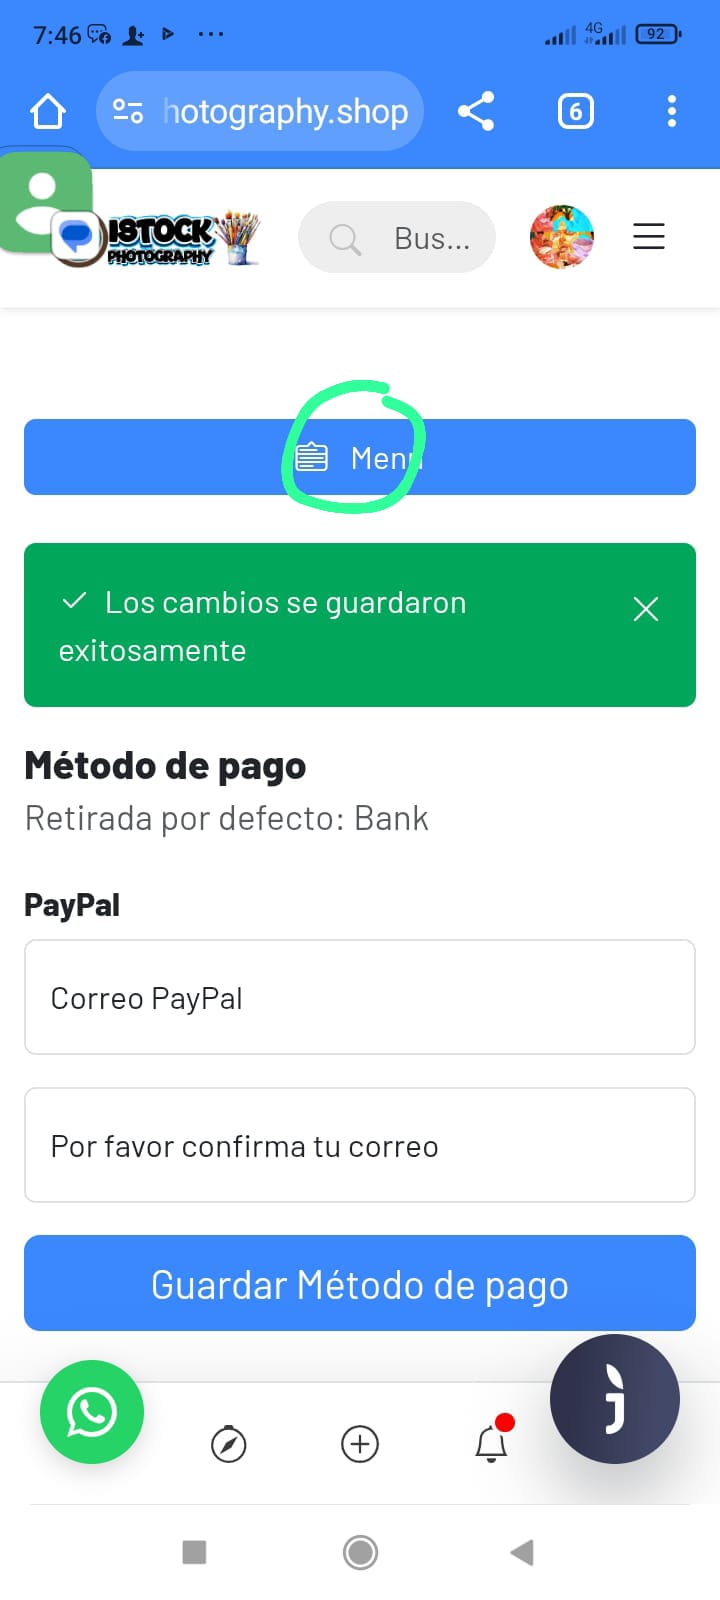 7:46
4G
92
hotography.shop
6
ISTOCK
PHOTOGRAPHY
Bus...
Menú
Los cambios se guardaron
exitosamente
Método de pago
Retirada por defecto: Bank
PayPal
Correo PayPal
Por favor confirma tu correo
Guardar Método de pago